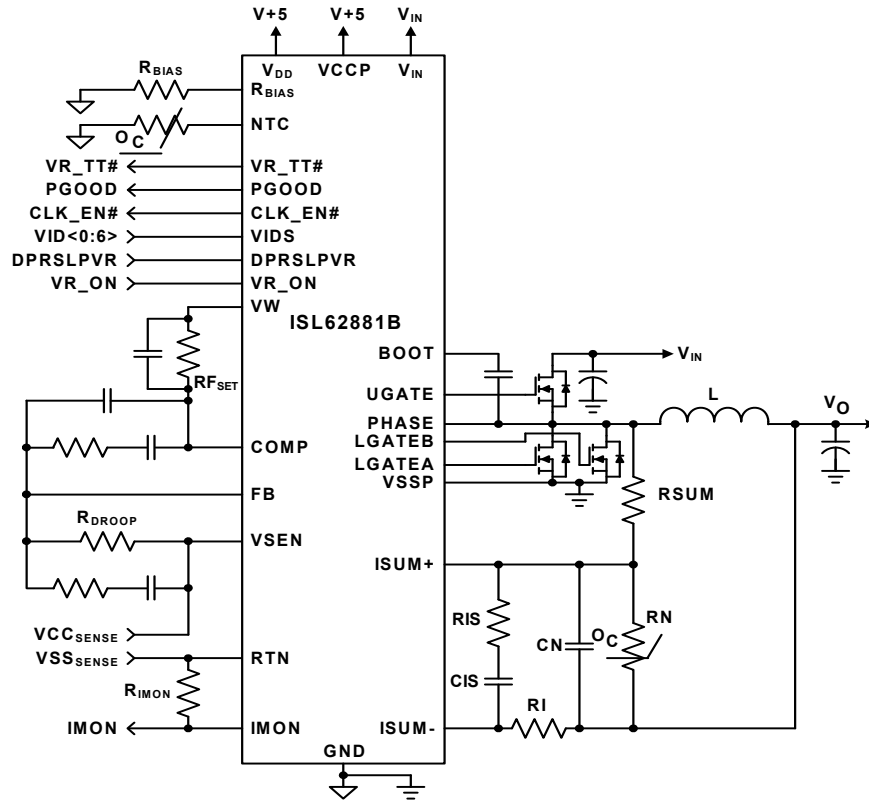 V+5 V+5 VIN
VDD VCCP VIN
RBIAS
RBIAS
NTC
OC
VR_TT# VR_TT#
PGOOD PGOOD
CLK_EN# CLK_EN#
VID<0:6> VIDS
DPRSLPVR DPRSLPVR
VR_ON VR_ON
VW
ISL62881B
RFSET
COMP
FB
RDROOP
VSEN
VCCSENSE
VSSSENSE RTN
RIMON
IMON IMON
GND
BOOT
VIN
UGATE
PHASE
L
VO
LGATEB
LGATEA
VSSP
RSUM
ISUM+
RIS
CN
OC
RN
CIS
RI
ISUM-